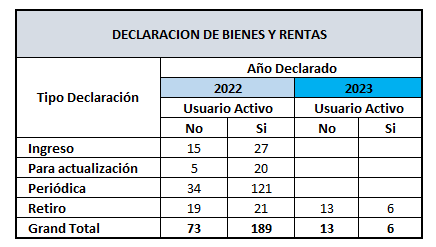 DECLARACION DE BIENES Y RENTAS
Tipo Declaración
Año Declarado
2022 2023
Usuario Activo Usuario Activo
No Si No Si
Ingreso 15 27
Para actualización 5 20
Periódica 34 121
Retiro 19 21 13 6
Grand Total 73 189 13 6